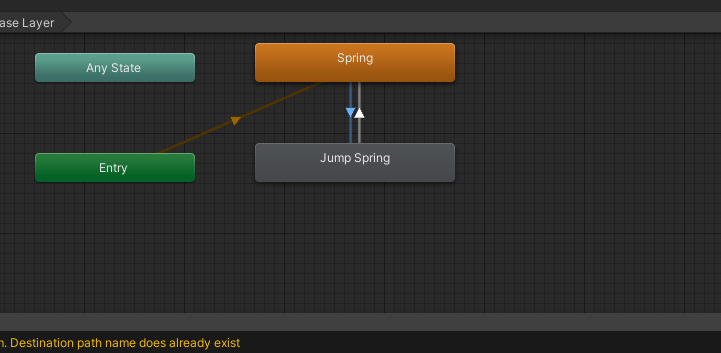 ase Layer
Any State
Spring
Entry
Jump Spring
n. Destination path name does already exist